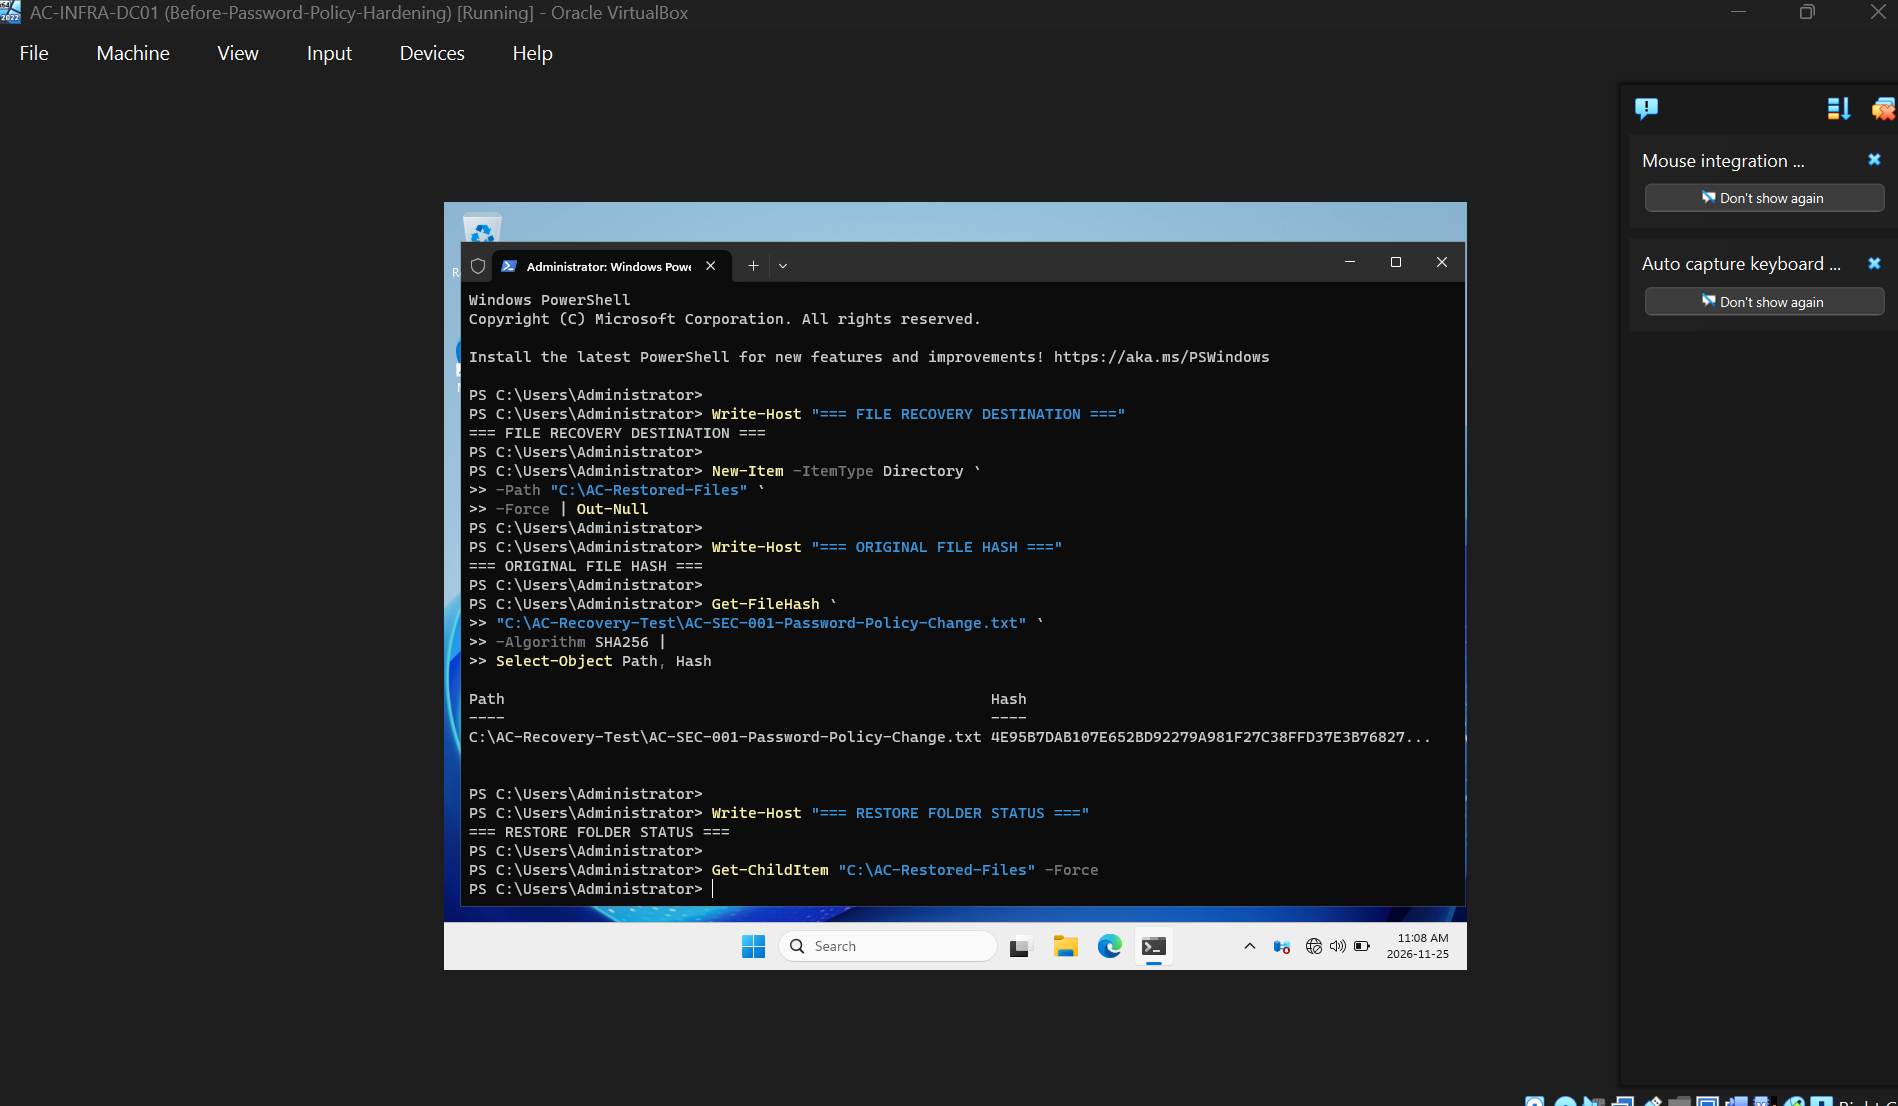 AC-INFRA-DC01 (Before-Password-Policy-Hardening) [Running] - Oracle VirtualBox
File Machine View Input Devices Help
Mouse integration ...
Don't show again
Auto capture keyboard ...
Don't show again
Administrator: Windows Powe
Windows PowerShell
Copyright (C) Microsoft Corporation. All rights reserved.
Install the latest PowerShell for new features and improvements! https://aka.ms/PSWindows
PS C:\Users\Administrator>
PS C:\Users\Administrator> Write-Host "=== FILE RECOVERY DESTINATION ==="
=== FILE RECOVERY DESTINATION ===
PS C:\Users\Administrator>
PS C:\Users\Administrator> New-Item -ItemType Directory `
>> -Path "C:\AC-Restored-Files" `
>> -Force | Out-Null
PS C:\Users\Administrator>
PS C:\Users\Administrator> Write-Host "=== ORIGINAL FILE HASH ==="
=== ORIGINAL FILE HASH ===
PS C:\Users\Administrator>
PS C:\Users\Administrator> Get-FileHash `
>> "C:\AC-Recovery-Test\AC-SEC-001-Password-Policy-Change.txt" `
>> -Algorithm SHA256 |
>> Select-Object Path, Hash
Path Hash
---- ----
C:\AC-Recovery-Test\AC-SEC-001-Password-Policy-Change.txt 4E95B7DAB107E652BD92279A981F27C38FFD37E3B76827...
PS C:\Users\Administrator>
PS C:\Users\Administrator> Write-Host "=== RESTORE FOLDER STATUS ==="
=== RESTORE FOLDER STATUS ===
PS C:\Users\Administrator>
PS C:\Users\Administrator> Get-ChildItem "C:\AC-Restored-Files" -Force
PS C:\Users\Administrator>
Search
11:08 AM
2026-11-25